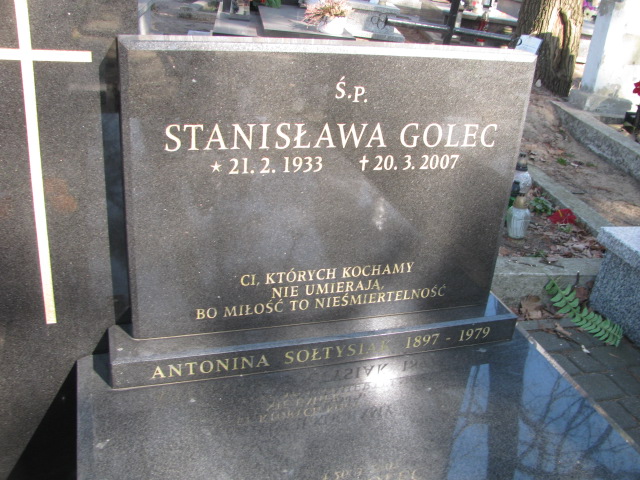 Ś.P.
STANISŁAWA GOLEC
★ 21. 2. 1933 ✝ 20. 3. 2007
CI, KTÓRYCH KOCHAMY
NIE UMIERAJĄ,
BO MIŁOŚĆ TO NIEŚMIERTELNOŚĆ
ANTONINA SOŁTYSIAK 1897 - 1979